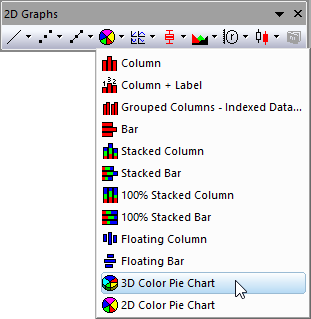 2D Graphs
Column
Column + Label
Grouped Columns - Indexed Data...
Bar
Stacked Column
Stacked Bar
100% Stacked Column
100% Stacked Bar
Floating Column
Floating Bar
3D Color Pie Chart
2D Color Pie Chart